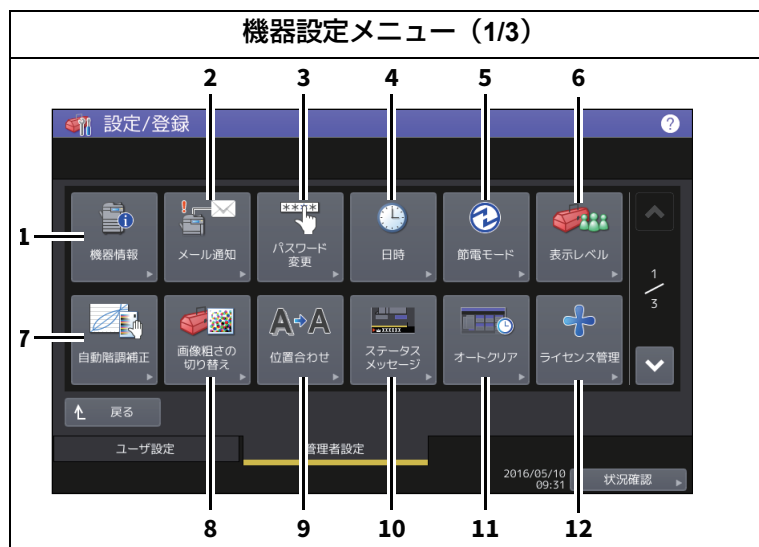 機器設定メニュー（1/3）
2 3 4 5 6
設定/登録 ?
1
機器情報
メール通知
****
パスワード
変更
日時
節電モード
表示レベル
1
3
7
自動階調補正
画像粗さの
切り替え
A A
位置合わせ
xxxxxx
ステータス
メッセージ
オートクリア
ライセンス管理
戻る
ユーザ設定 管理者設定
2016/05/10
09:31
状況確認
8 9 10 11 12